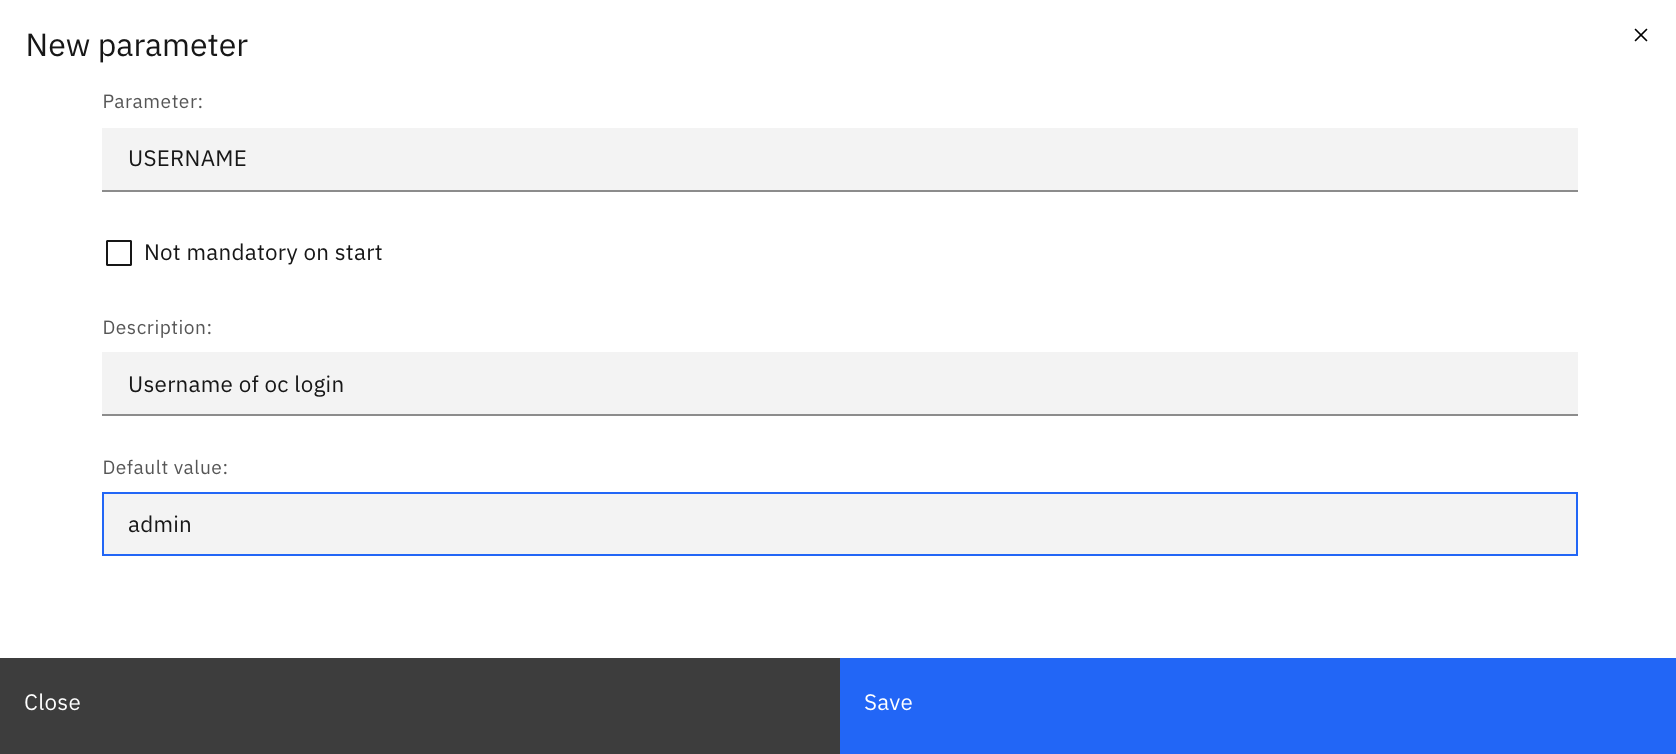 New parameter
Parameter:
USERNAME
Not mandatory on start
Description:
Username of oc login
Default value:
admin
Close
Save